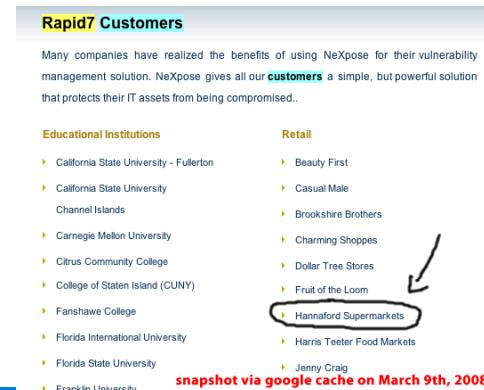 Rapid7 Customers
Many companies have realized the benefits of using NeXpose for their vulnerability
management solution. NeXpose gives all our customers a simple, but powerful solution
that protects their IT assets from being compromised..
Educational Institutions
California State University - Fullerton
California State University
Channel Islands
Carnegie Mellon University
Citrus Community College
College of Staten Island (CUNY)
Fanshawe College
Florida International University
Florida State University
Franklin University
Retail
Beauty First
Casual Male
Brookshire Brothers
Charming Shoppes
Dollar Tree Stores
Fruit of the Loom
Hannaford Supermarkets
Harris Teeter Food Markets
Jenny Craig
snapshot via google cache on March 9th, 2008